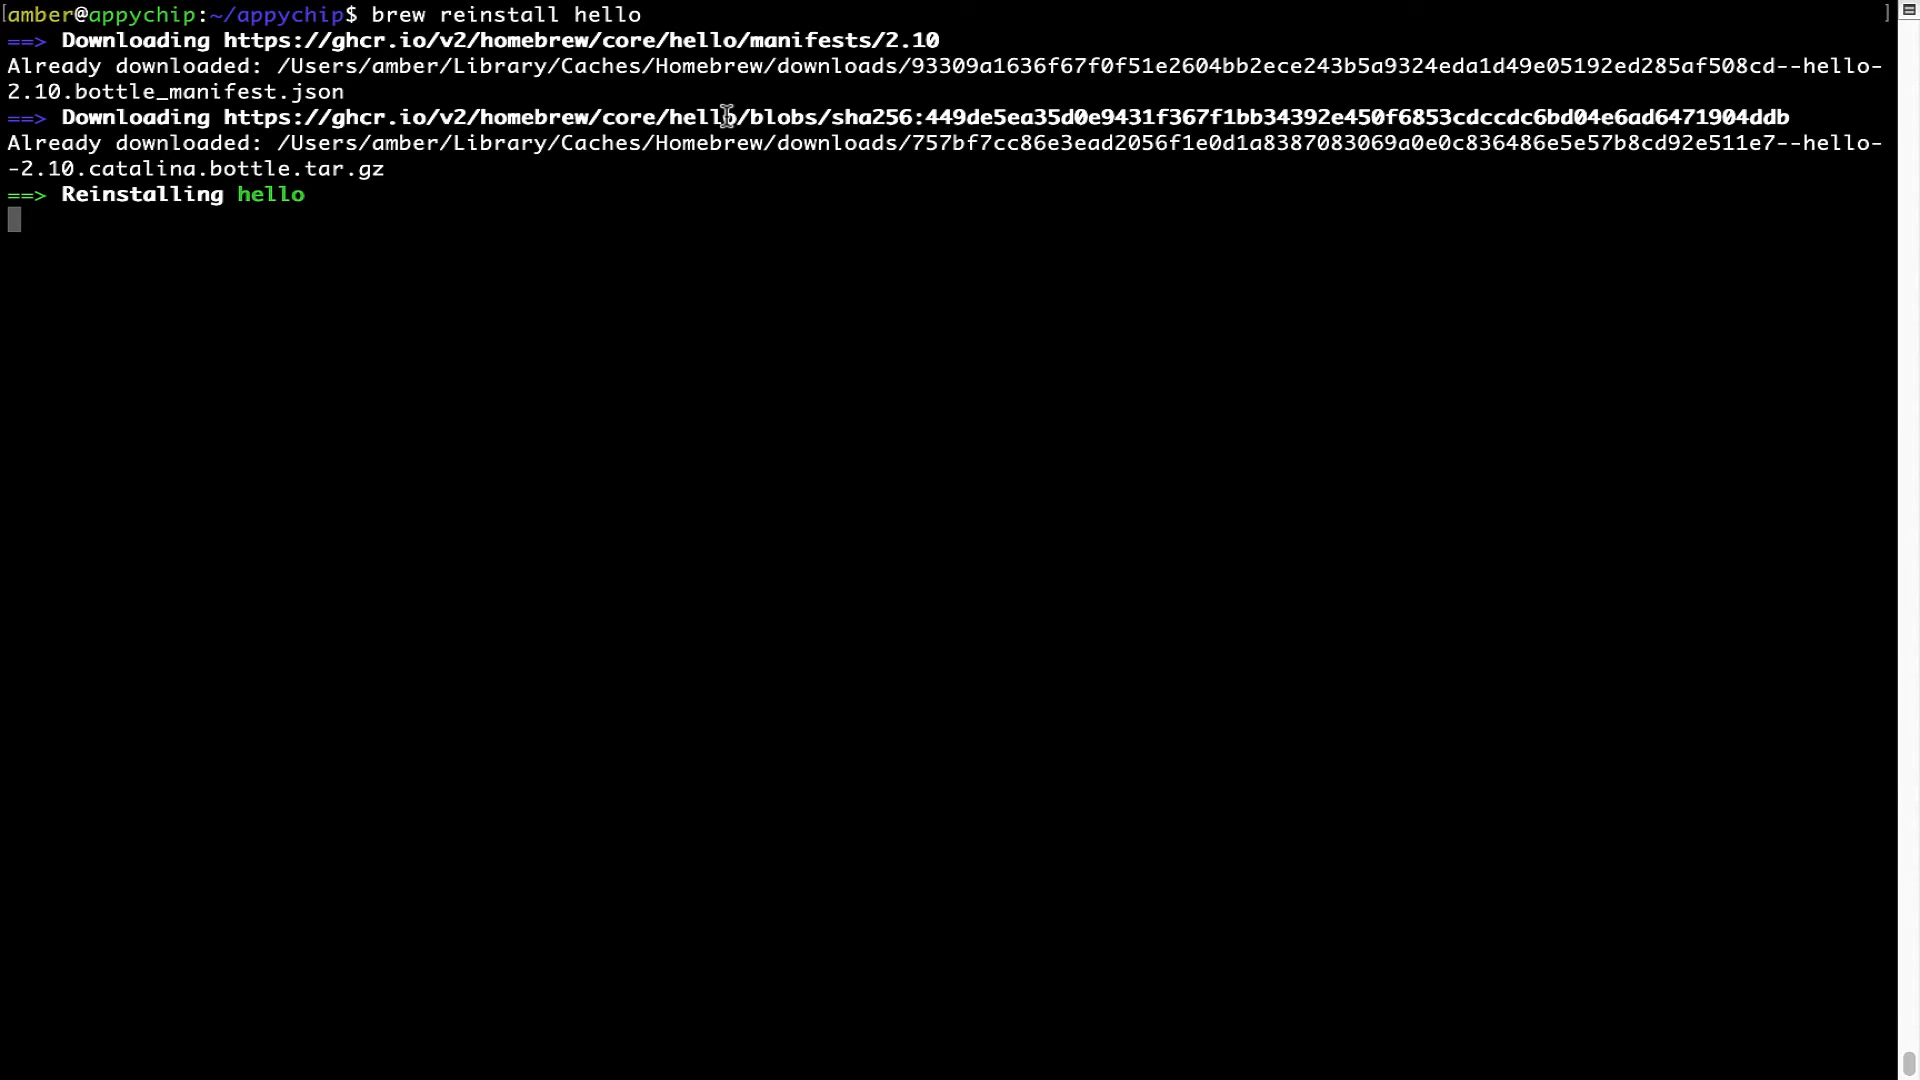 [amber@appychip:~/appychip$ brew reinstall hello ]
==> Downloading https://ghcr.io/v2/homebrew/core/hello/manifests/2.10
Already downloaded: /Users/amber/Library/Caches/Homebrew/downloads/93309a1636f67f0f51e2604bb2ece243b5a9324eda1d49e05192ed285af508cd--hello-
2.10.bottle_manifest.json
==> Downloading https://ghcr.io/v2/homebrew/core/hello/blobs/sha256:449de5ea35d0e9431f367f1bb34392e450f6853cdccdc6bd04e6ad6471904ddb
Already downloaded: /Users/amber/Library/Caches/Homebrew/downloads/757bf7cc86e3ead2056f1e0d1a8387083069a0e0c836486e5e57b8cd92e511e7--hello-
-2.10.catalina.bottle.tar.gz
==> Reinstalling hello